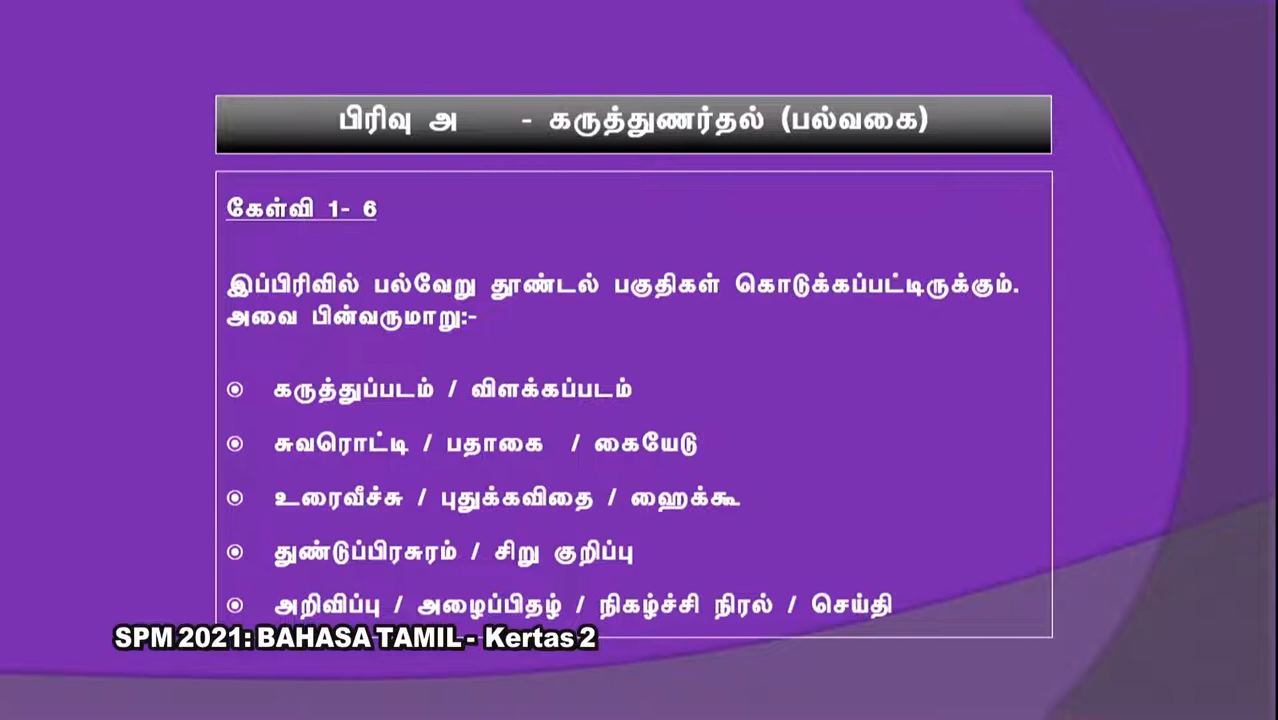 பிரிவு அ - கருத்துணர்தல் (பல்வகை)
கேள்வி 1- 6
இப்பிரிவில் பல்வேறு தூண்டல் பகுதிகள் கொடுக்கப்பட்டிருக்கும்.
அவை பின்வருமாறு:-
கருத்துப்படம் / விளக்கப்படம்
சுவரொட்டி / பதாகை / கையேடு
உரைவீச்சு / புதுக்கவிதை / ஹைக்கூ
துண்டுப்பிரசுரம் / சிறு குறிப்பு
அறிவிப்பு / அழைப்பிதழ் / நிகழ்ச்சி நிரல் / செய்தி
SPM 2021: BAHASA TAMIL - Kertas 2